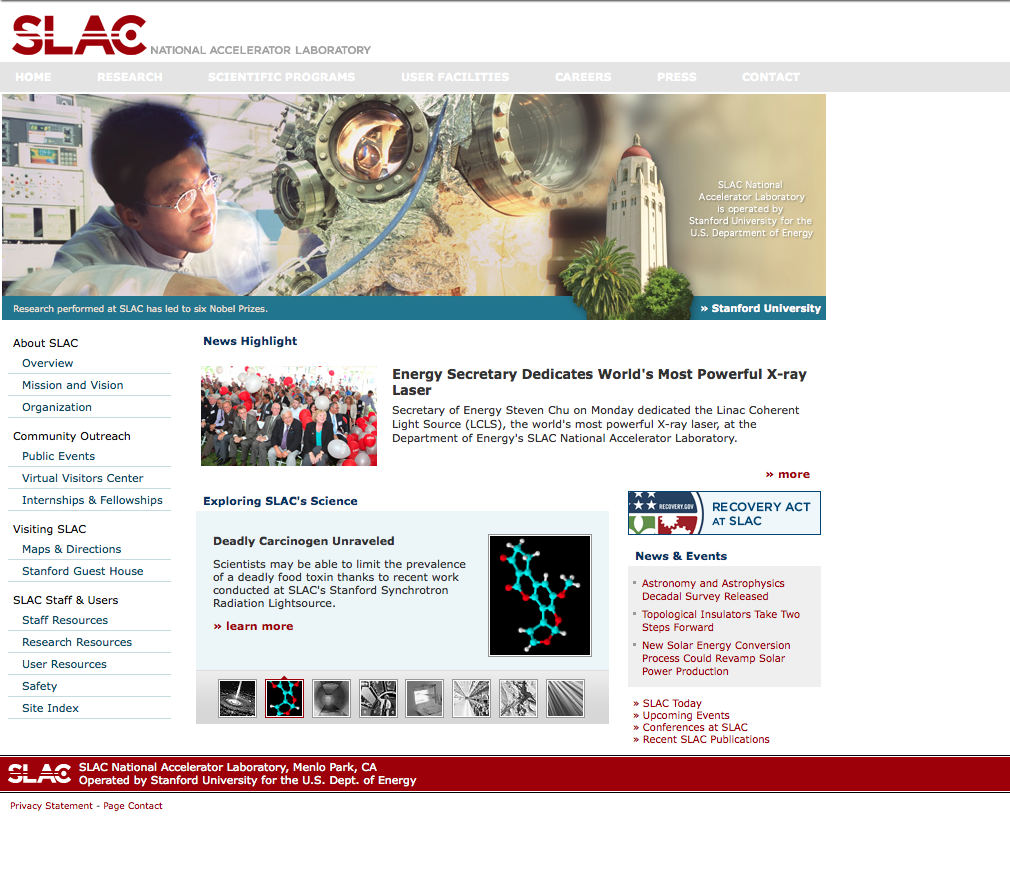 SLAC NATIONAL ACCELERATOR LABORATORY
HOME RESEARCH SCIENTIFIC PROGRAMS USER FACILITIES CAREERS PRESS CONTACT
SLAC National
Accelerator Laboratory
is operated by
Stanford University for the
U.S. Department of Energy
Research performed at SLAC has led to six Nobel Prizes.
» Stanford University
About SLAC
Overview
Mission and Vision
Organization
Community Outreach
Public Events
Virtual Visitors Center
Internships & Fellowships
Visiting SLAC
Maps & Directions
Stanford Guest House
SLAC Staff & Users
Staff Resources
Research Resources
User Resources
Safety
Site Index
News Highlight
Energy Secretary Dedicates World's Most Powerful X-ray
Laser
Secretary of Energy Steven Chu on Monday dedicated the Linac Coherent
Light Source (LCLS), the world's most powerful X-ray laser, at the
Department of Energy's SLAC National Accelerator Laboratory.
» more
Exploring SLAC's Science
Deadly Carcinogen Unraveled
Scientists may be able to limit the prevalence
of a deadly food toxin thanks to recent work
conducted at SLAC's Stanford Synchrotron
Radiation Lightsource.
» learn more
RECOVERY.GOV
RECOVERY ACT
AT SLAC
News & Events
Astronomy and Astrophysics
Decadal Survey Released
Topological Insulators Take Two
Steps Forward
New Solar Energy Conversion
Process Could Revamp Solar
Power Production
» SLAC Today
» Upcoming Events
» Conferences at SLAC
» Recent SLAC Publications
SLAC
SLAC National Accelerator Laboratory, Menlo Park, CA
Operated by Stanford University for the U.S. Dept. of Energy
Privacy Statement - Page Contact